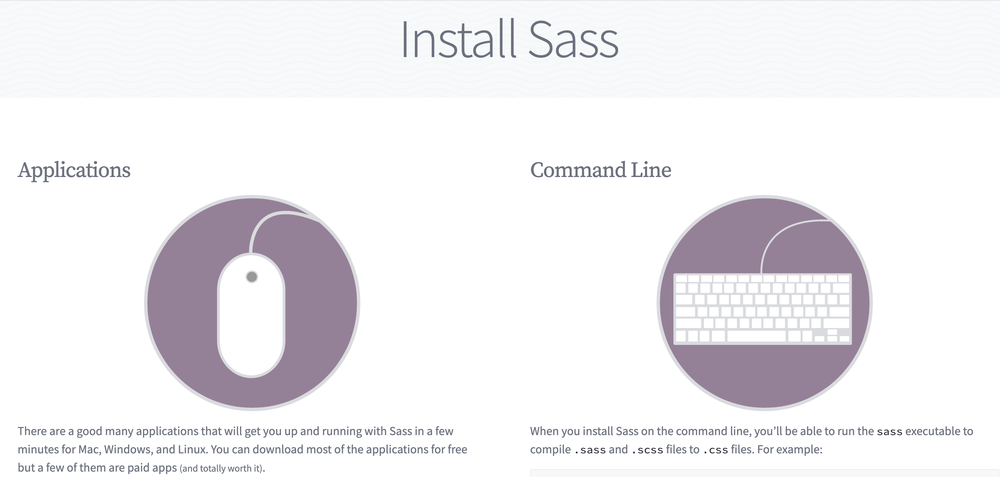 Install Sass
Applications
There are a good many applications that will get you up and running with Sass in a few
minutes for Mac, Windows, and Linux. You can download most of the applications for free
but a few of them are paid apps (and totally worth it).
Command Line
When you install Sass on the command line, you’ll be able to run the sass executable to
compile .sass and .scss files to .css files. For example: